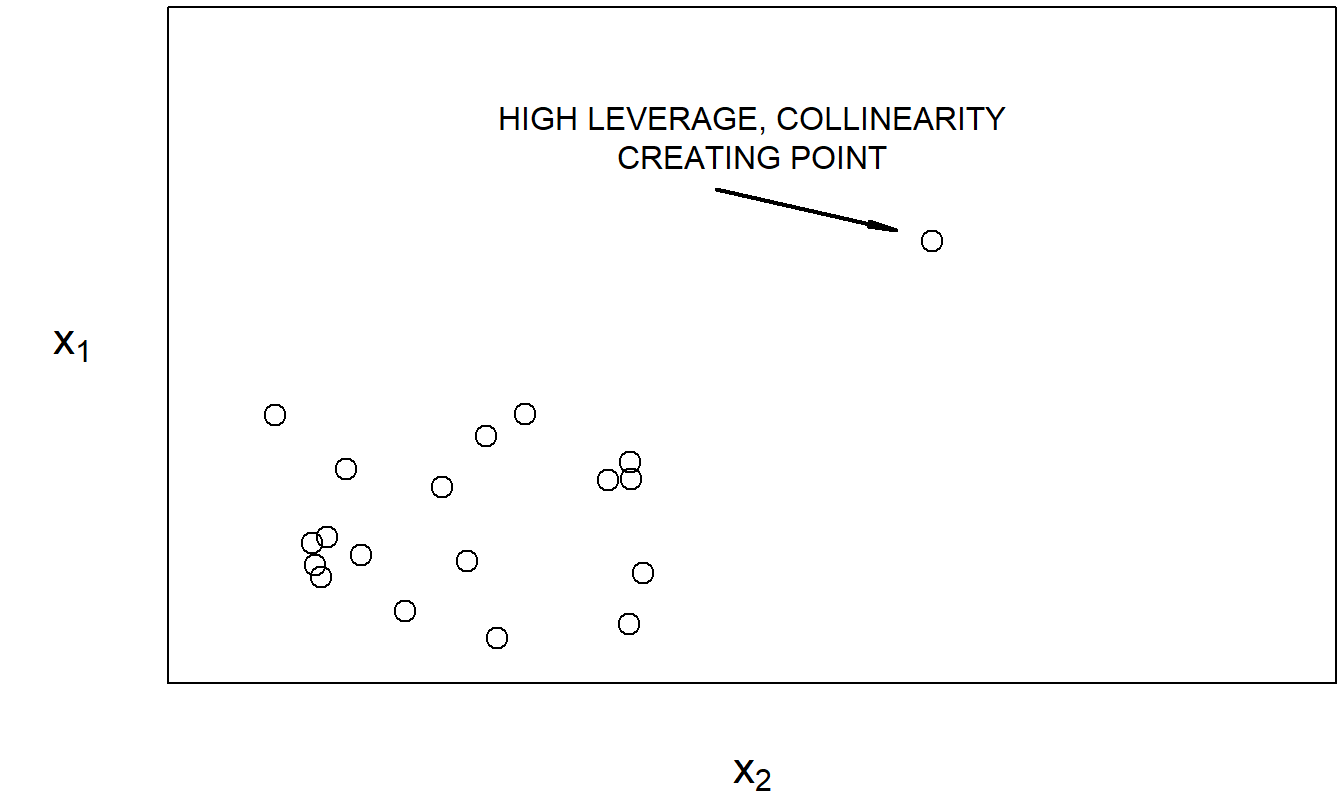 HIGH LEVERAGE, COLLINEARITY
CREATING POINT
x₁
x₂